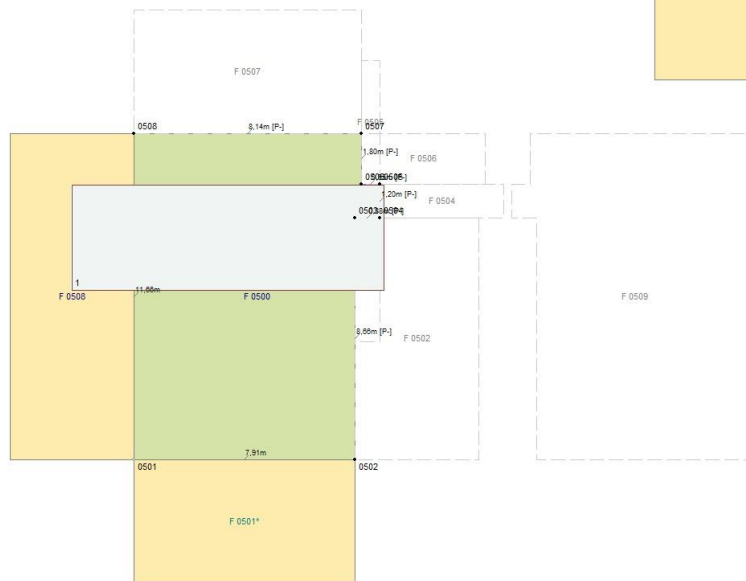 F 0507
0508
8,14m [P-]
0507
1,80m [P-]
F 0506
1,20m [P-]
F 0504
0503
1
F 0508
11,66m
F 0500
F 0509
8,66m [P-]
F 0502
7,91m
0501
0502
F 0501*